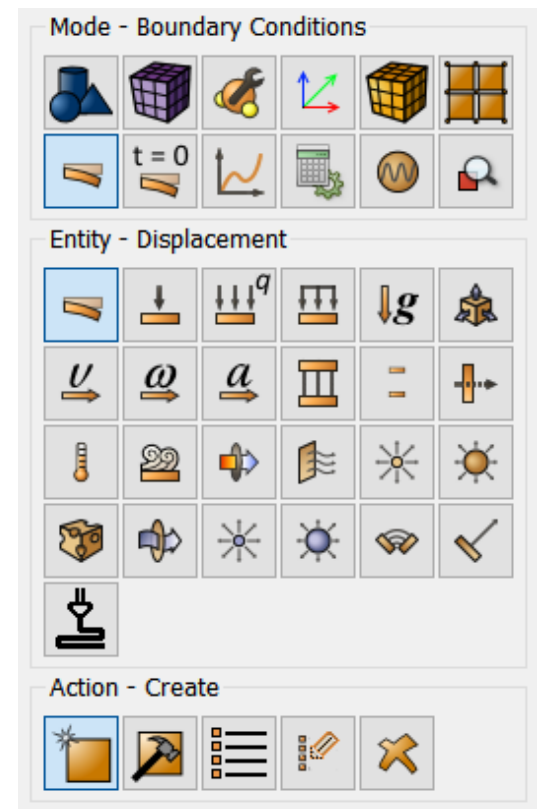 Mode - Boundary Conditions
t = 0
Entity - Displacement
q
g
υ ω a
Action - Create